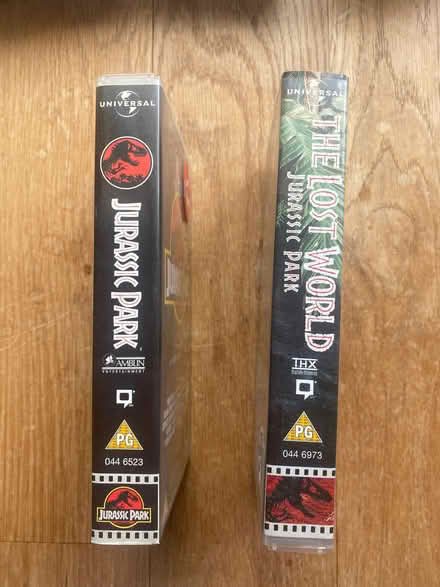 UNIVERSAL
JURASSIC PARK
AMBLIN
ENTERTAINMENT
PG
044 6523
JURASSIC PARK
UNIVERSAL
THE LOST WORLD
JURASSIC PARK
THX
PG
044 6973